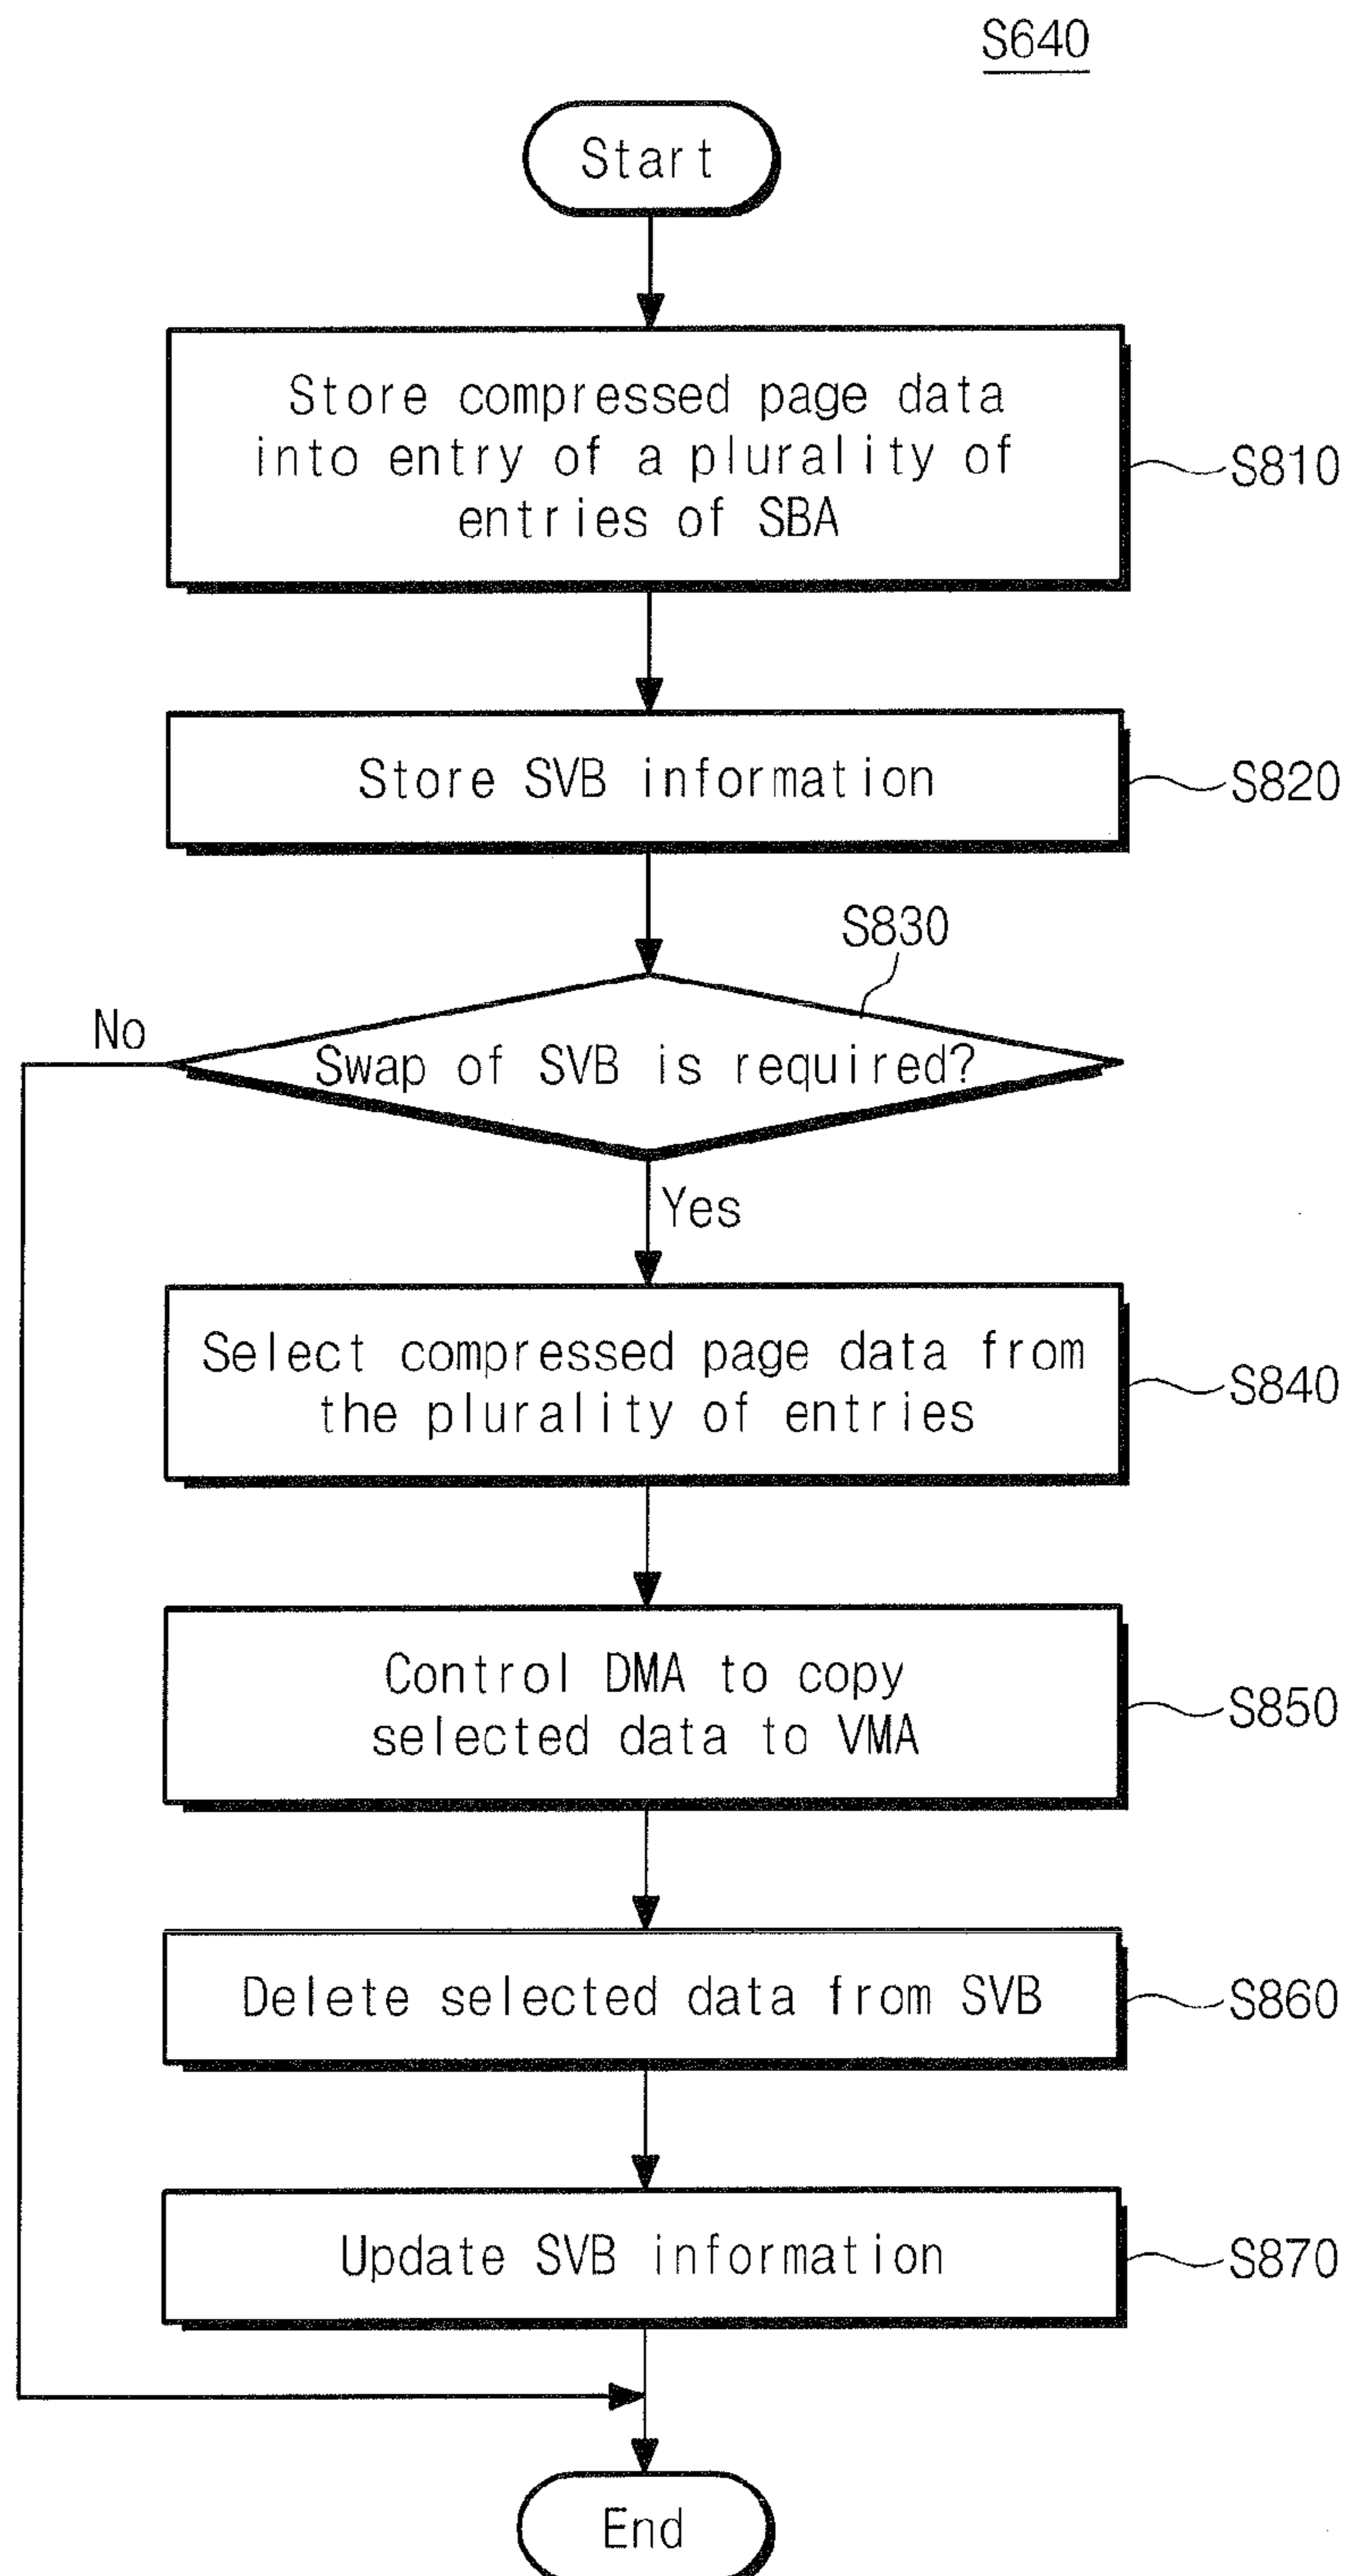 S640
Start
Store compressed page data
into entry of a plurality of
entries of SBA
S810
Store SVB information
S820
S830
No
Swap of SVB is required?
Yes
Select compressed page data from
the plurality of entries
S840
Control DMA to copy
selected data to VMA
S850
Delete selected data from SVB
S860
Update SVB information
S870
End